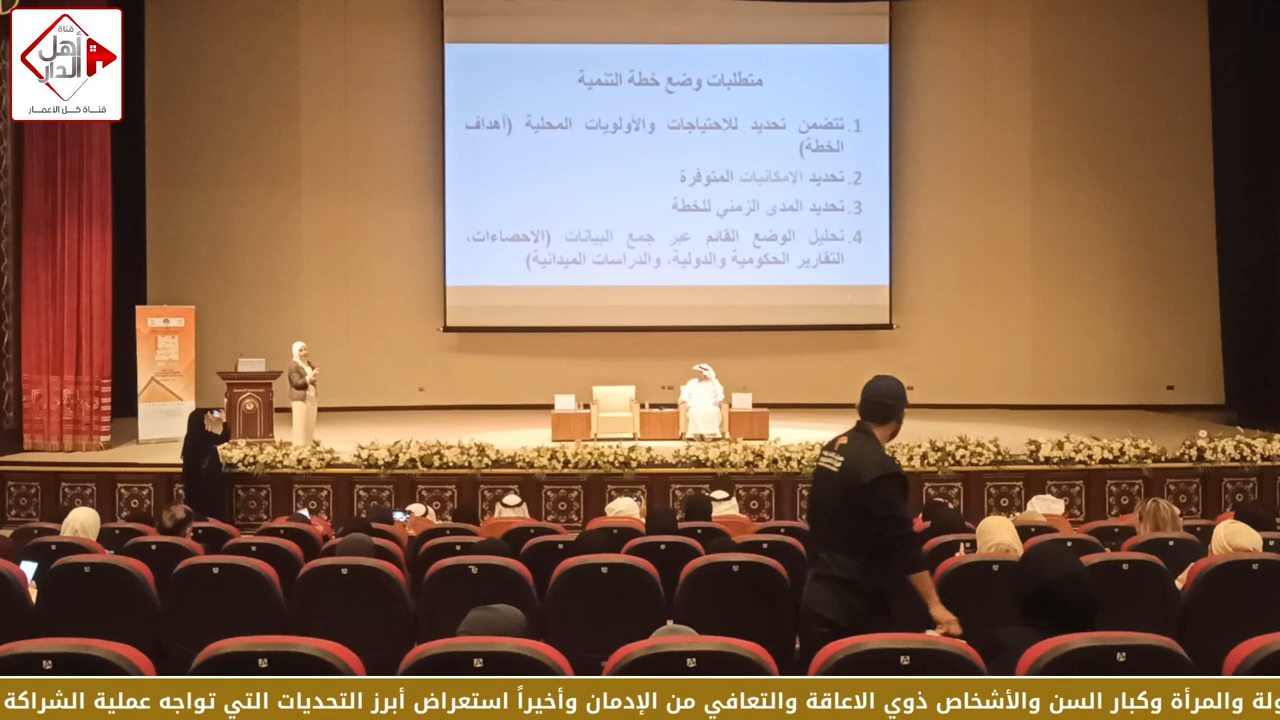 قناة
أهل
الدار
قناة كل الأعمار
متطلبات وضع خطة التنمية
1. تتضمن تحديد للاحتياجات والأولويات المحلية (أهداف
الخطة)
2. تحديد الإمكانيات المتوفرة
3. تحديد المدى الزمني للخطة
4. تحليل الوضع القائم عبر جمع البيانات (الاحصاءات،
التقارير الحكومية والدولية، والدراسات الميدانية)
ولة والمرأة وكبار السن والأشخاص ذوي الاعاقة والتعافي من الإدمان وأخيراً استعراض أبرز التحديات التي تواجه عملية الشراكة